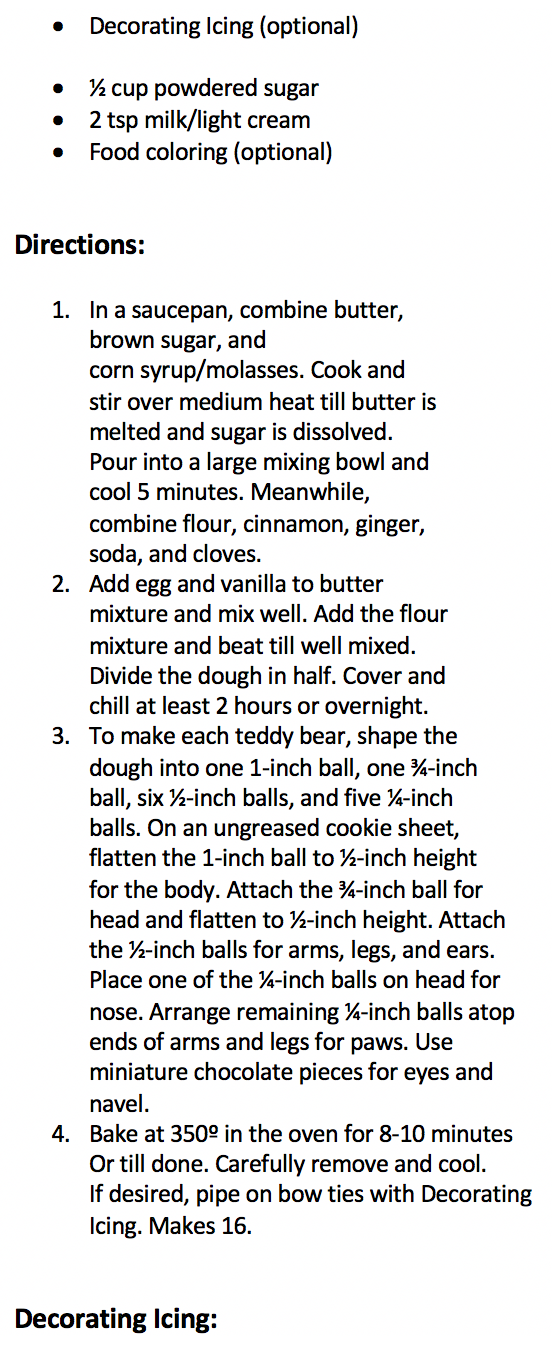 • Decorating Icing (optional)
• ½ cup powdered sugar
• 2 tsp milk/light cream
• Food coloring (optional)
Directions:
1. In a saucepan, combine butter,
brown sugar, and
corn syrup/molasses. Cook and
stir over medium heat till butter is
melted and sugar is dissolved.
Pour into a large mixing bowl and
cool 5 minutes. Meanwhile,
combine flour, cinnamon, ginger,
soda, and cloves.
2. Add egg and vanilla to butter
mixture and mix well. Add the flour
mixture and beat till well mixed.
Divide the dough in half. Cover and
chill at least 2 hours or overnight.
3. To make each teddy bear, shape the
dough into one 1-inch ball, one ¾-inch
ball, six ½-inch balls, and five ¼-inch
balls. On an ungreased cookie sheet,
flatten the 1-inch ball to ½-inch height
for the body. Attach the ¾-inch ball for
head and flatten to ½-inch height. Attach
the ½-inch balls for arms, legs, and ears.
Place one of the ¼-inch balls on head for
nose. Arrange remaining ¼-inch balls atop
ends of arms and legs for paws. Use
miniature chocolate pieces for eyes and
navel.
4. Bake at 350º in the oven for 8-10 minutes
Or till done. Carefully remove and cool.
If desired, pipe on bow ties with Decorating
Icing. Makes 16.
Decorating Icing: